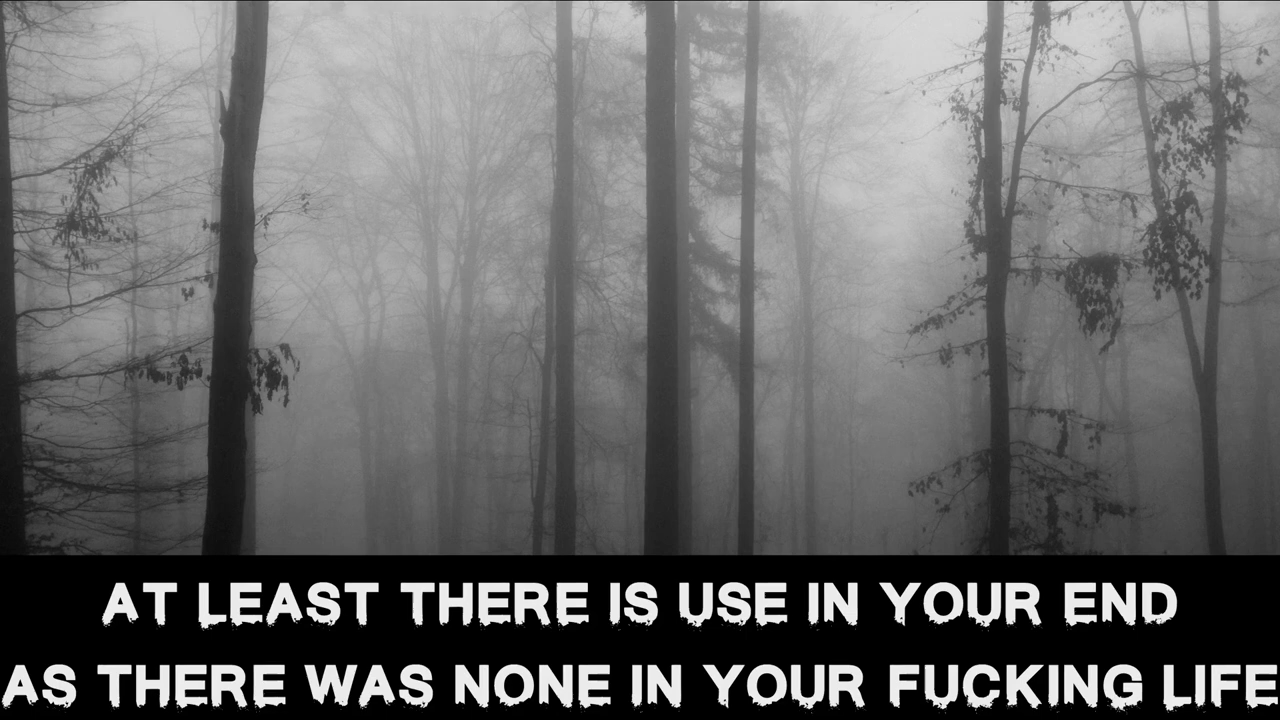 AT LEAST THERE IS USE IN YOUR END
AS THERE WAS NONE IN YOUR FUCKING LIFE